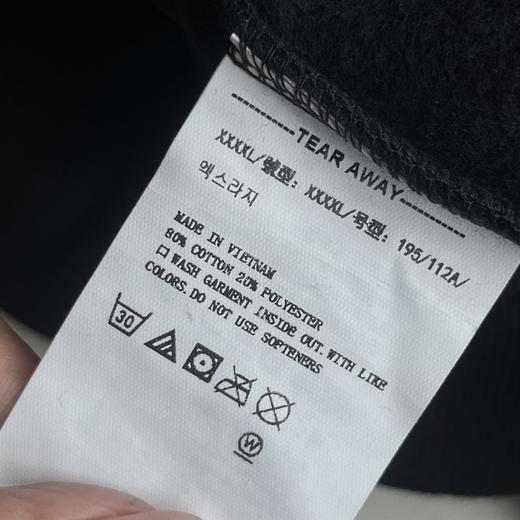 ----------TEAR AWAY----------
XXXXL/號型: XXXXL/号型: 195/112A/
엑스라지
MADE IN VIETNAM
80% COTTON 20% POLYESTER
口 WASH GARMENT INSIDE OUT.WITH LIKE
COLORS.DO NOT USE SOFTENERS
30
W